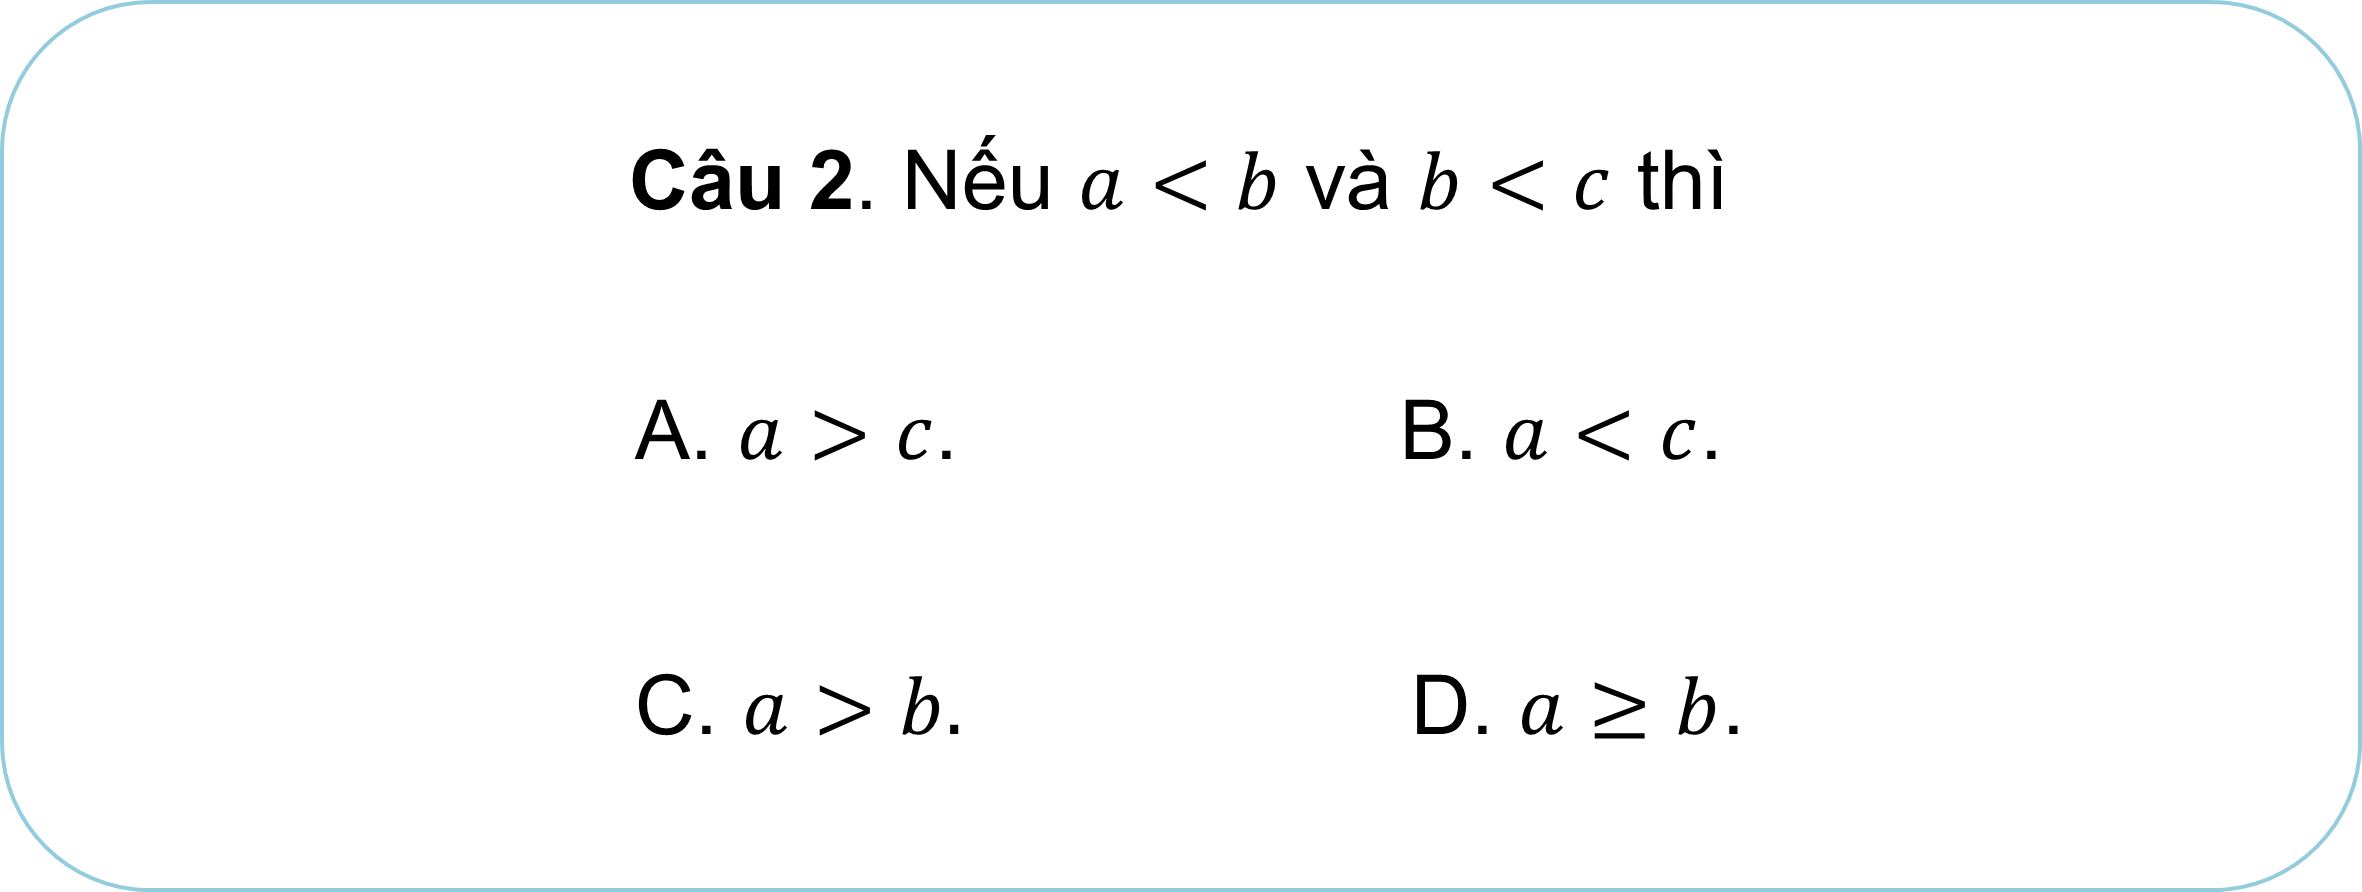 Câu 2. Nếu a < b và b < c thì
A. a > c. B. a < c.
C. a > b. D. a ≥ b.